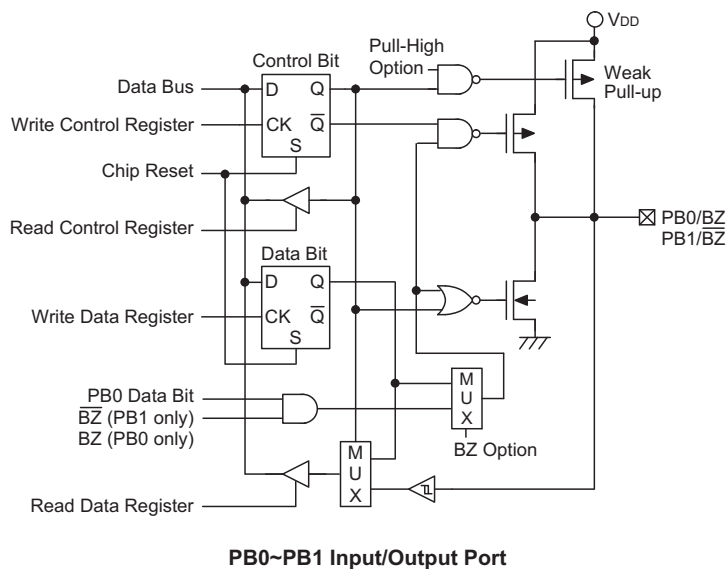 VDD
Control Bit
Pull-High
Option
Weak
Pull-up
Data Bus
D Q
Write Control Register
CK Q̅
S
Chip Reset
Read Control Register
PB0/BZ
PB1/B̅Z̅
Data Bit
D Q
Write Data Register
CK Q̅
S
M
U
X
PB0 Data Bit
B̅Z̅ (PB1 only)
BZ (PB0 only)
BZ Option
M
U
X
Read Data Register
PB0~PB1 Input/Output Port